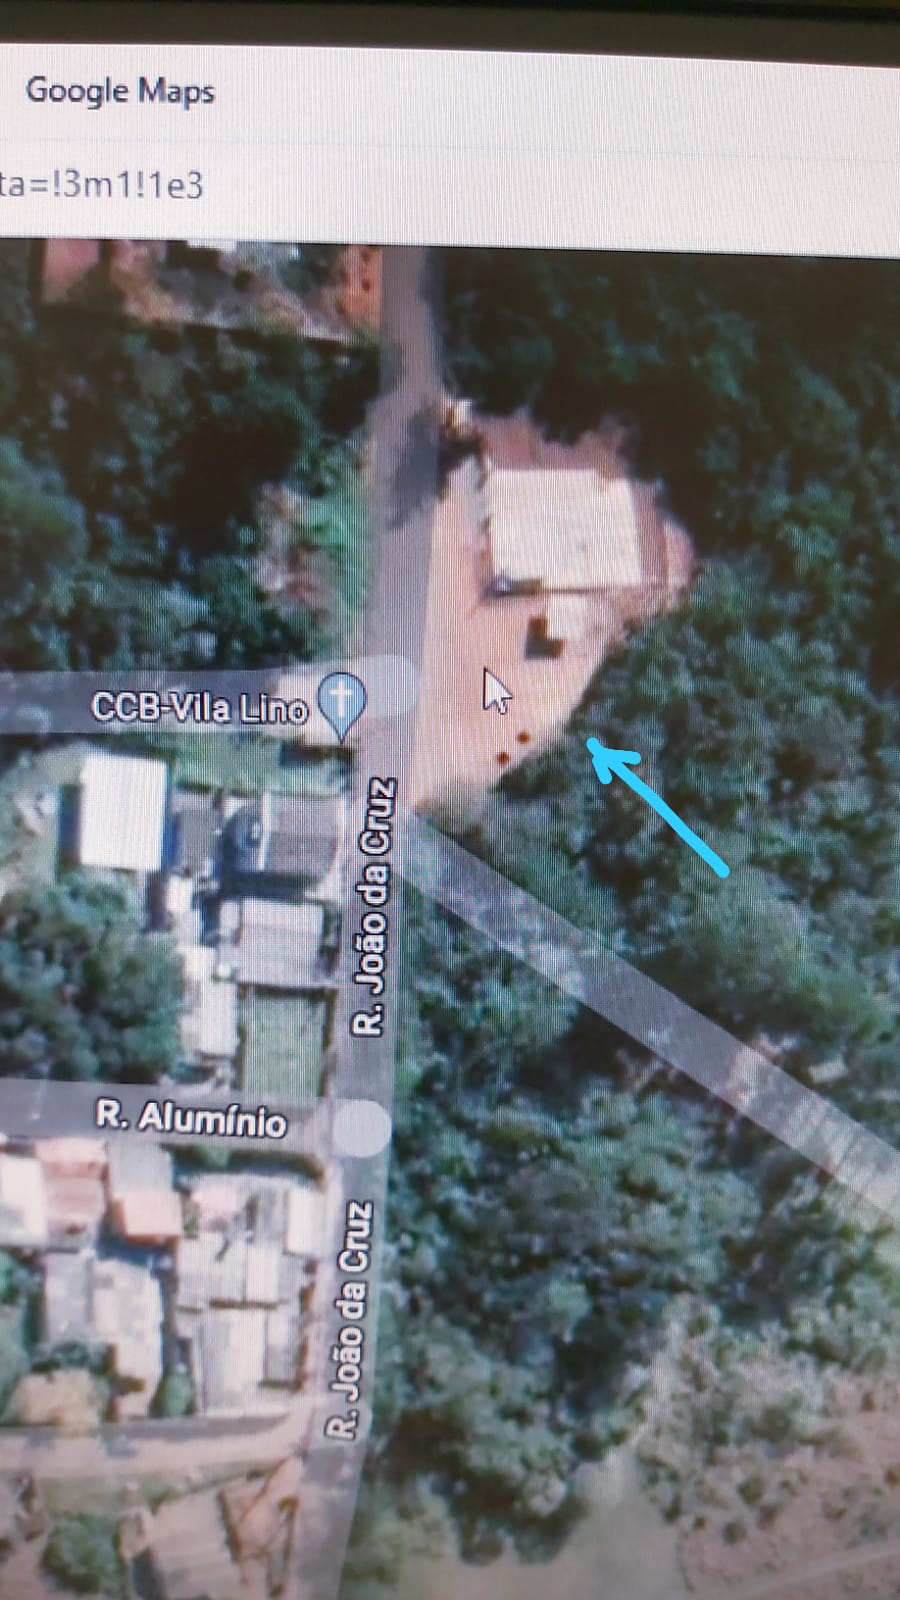 Google Maps
ta=!3m1!1e3
CCB-Vila Lino
R. João da Cruz
R. Alumínio
R. João da Cruz